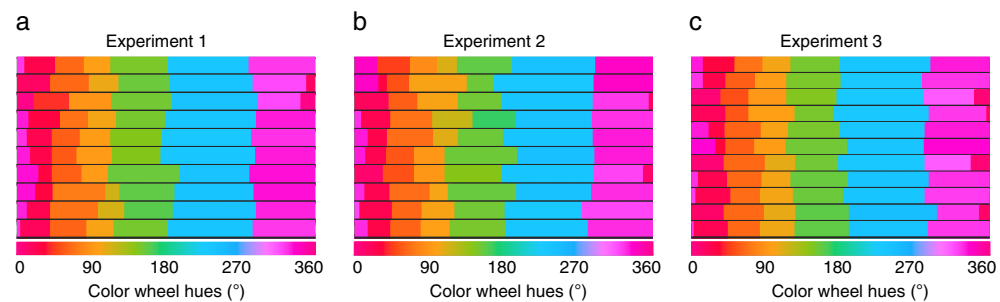 a
Experiment 1
0 90 180 270 360
Color wheel hues (°)
b
Experiment 2
0 90 180 270 360
Color wheel hues (°)
c
Experiment 3
0 90 180 270 360
Color wheel hues (°)